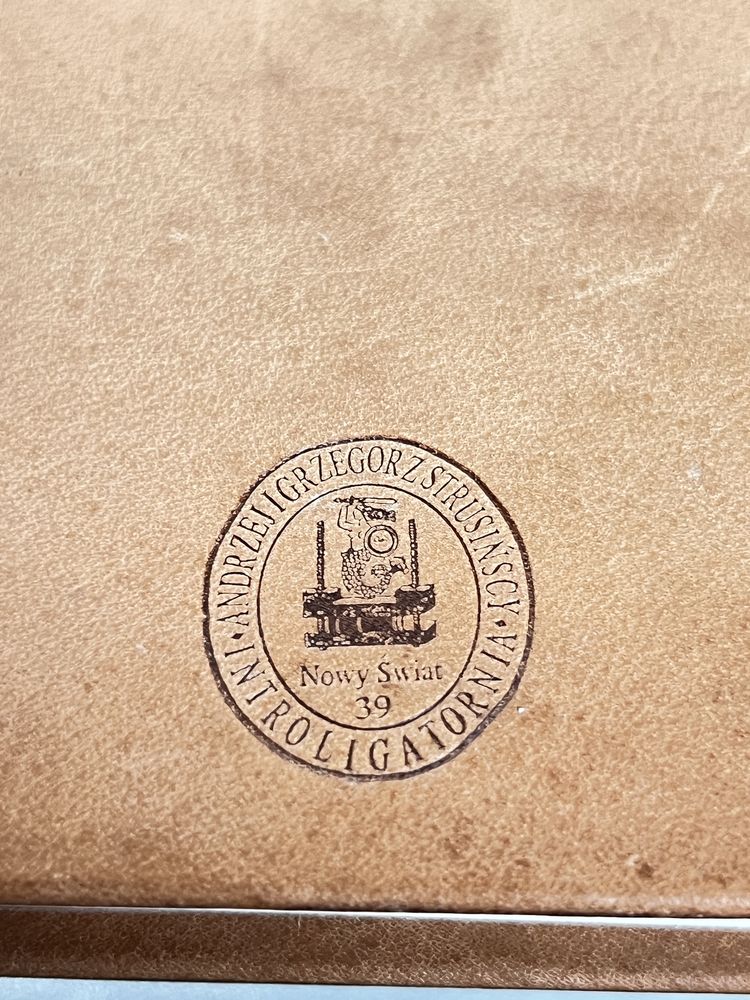 ANDRZEJ I GRZEGORZ STRUSIŃSCY
Nowy Świat
39
• INTROLIGATORNIA •